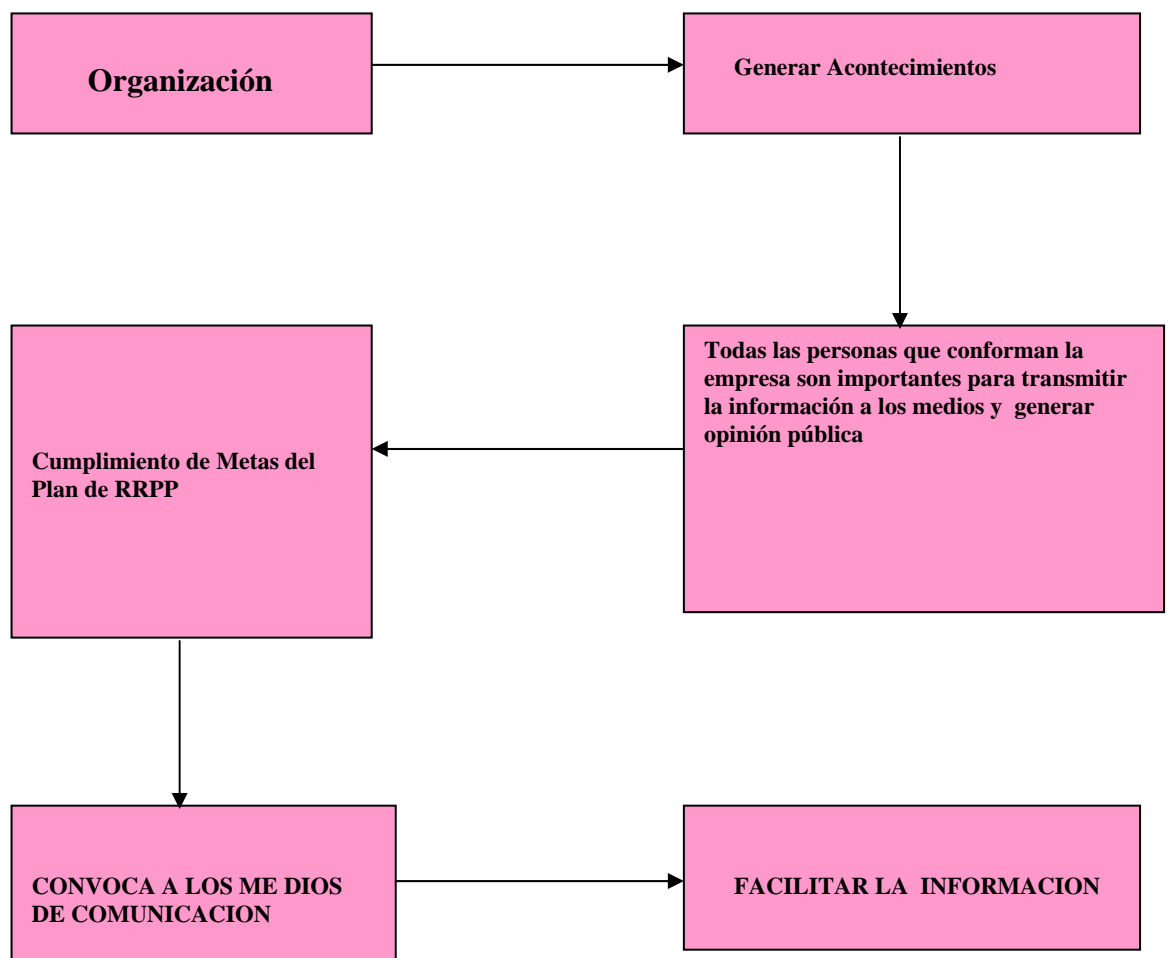 Organización
Generar Acontecimientos
Todas las personas que conforman la
empresa son importantes para transmitir
la información a los medios y generar
opinión pública
Cumplimiento de Metas del
Plan de RRPP
CONVOCA A LOS ME DIOS
DE COMUNICACION
FACILITAR LA INFORMACION